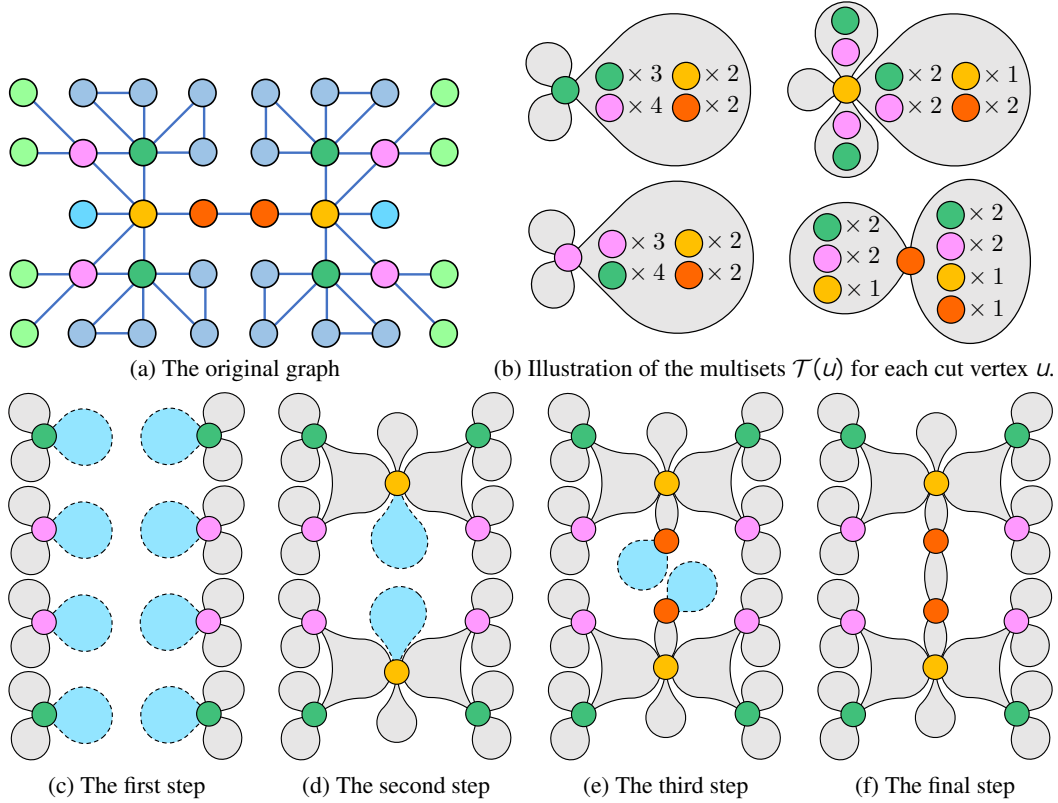 × 3 × 2
× 4 × 2
× 2 × 1
× 2 × 2
× 3 × 2
× 4 × 2
× 2
× 2
× 1
× 2
× 2
× 1
× 1
(a) The original graph
(b) Illustration of the multisets 𝒯(u) for each cut vertex u.
(c) The first step
(d) The second step
(e) The third step
(f) The final step